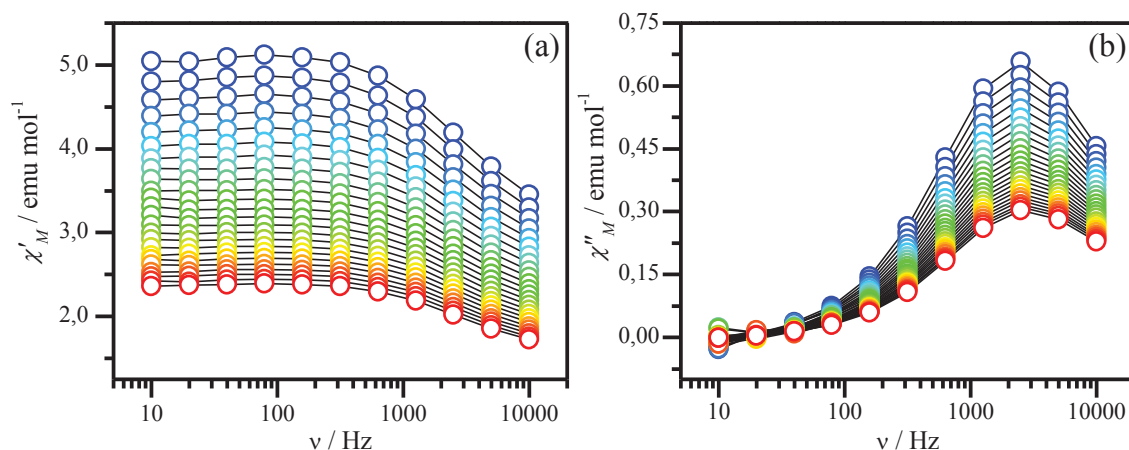 (a)
5,0
4,0
3,0
2,0
χ′M / emu mol-1
10 100 1000 10000
ν / Hz
(b)
0,75
0,60
0,45
0,30
0,15
0,00
χ″M / emu mol-1
10 100 1000 10000
ν / Hz